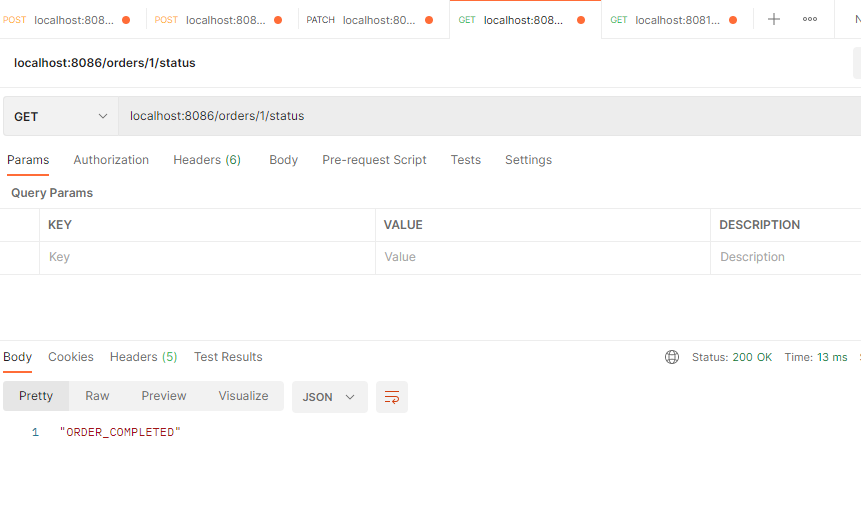 POST localhost:808... POST localhost:808... PATCH localhost:80... GET localhost:808... GET localhost:8081... N
localhost:8086/orders/1/status
GET localhost:8086/orders/1/status
Params Authorization Headers (6) Body Pre-request Script Tests Settings
Query Params
KEY VALUE DESCRIPTION
Key Value Description
Body Cookies Headers (5) Test Results Status: 200 OK Time: 13 ms
Pretty Raw Preview Visualize JSON
1 "ORDER_COMPLETED"